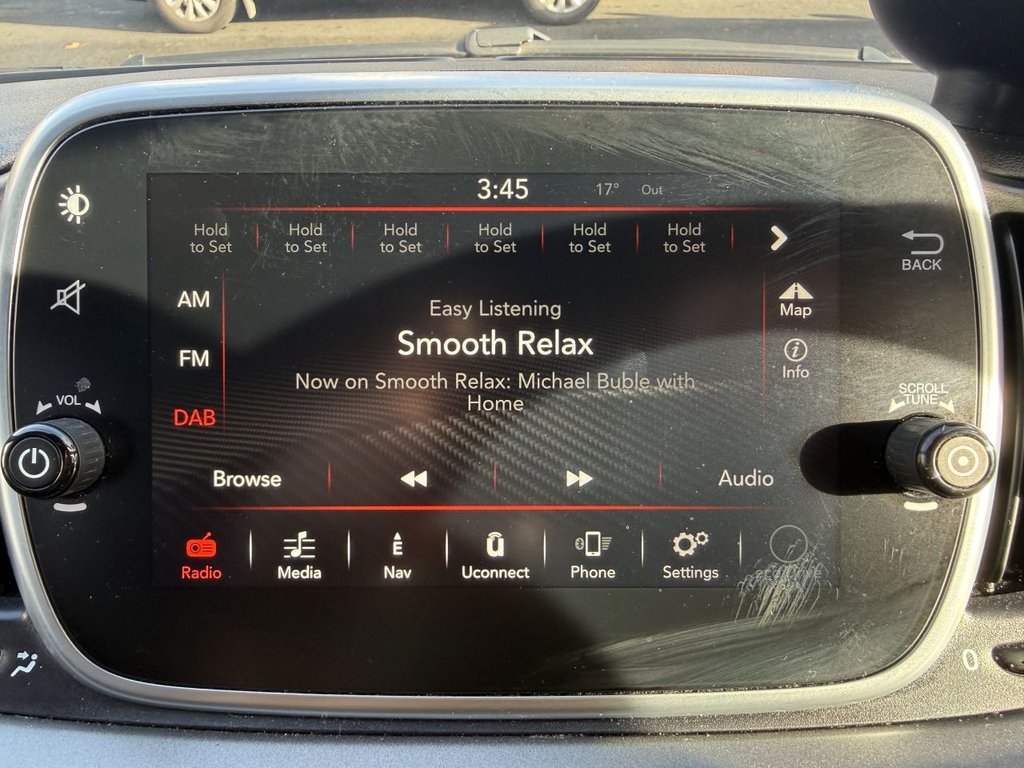 3:45 17° Out
Hold Hold Hold Hold Hold Hold
to Set to Set to Set to Set to Set to Set
BACK
AM
FM
DAB
Easy Listening
Smooth Relax
Now on Smooth Relax: Michael Buble with
Home
Map
Info
VOL
SCROLL
TUNE
Browse Audio
E
Radio Media Nav Uconnect Phone Settings
0